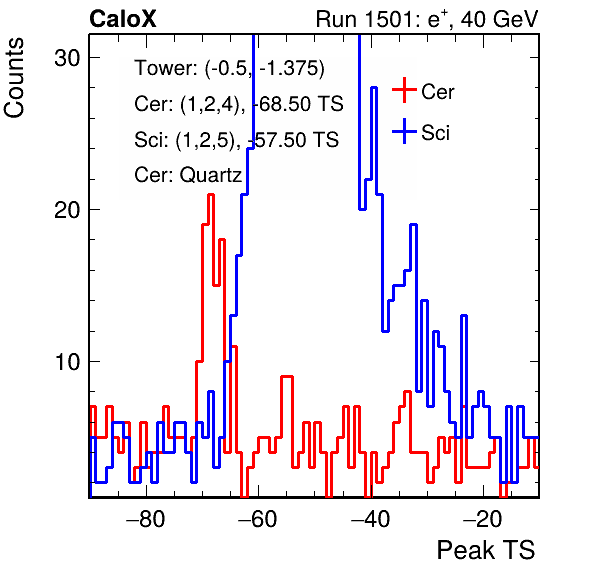 CaloX Run 1501: e⁺, 40 GeV
Counts
30
20
10
Tower: (-0.5, -1.375)
Cer: (1,2,4), -68.50 TS
Sci: (1,2,5), -57.50 TS
Cer: Quartz
Cer
Sci
−80 −60 −40 −20
Peak TS